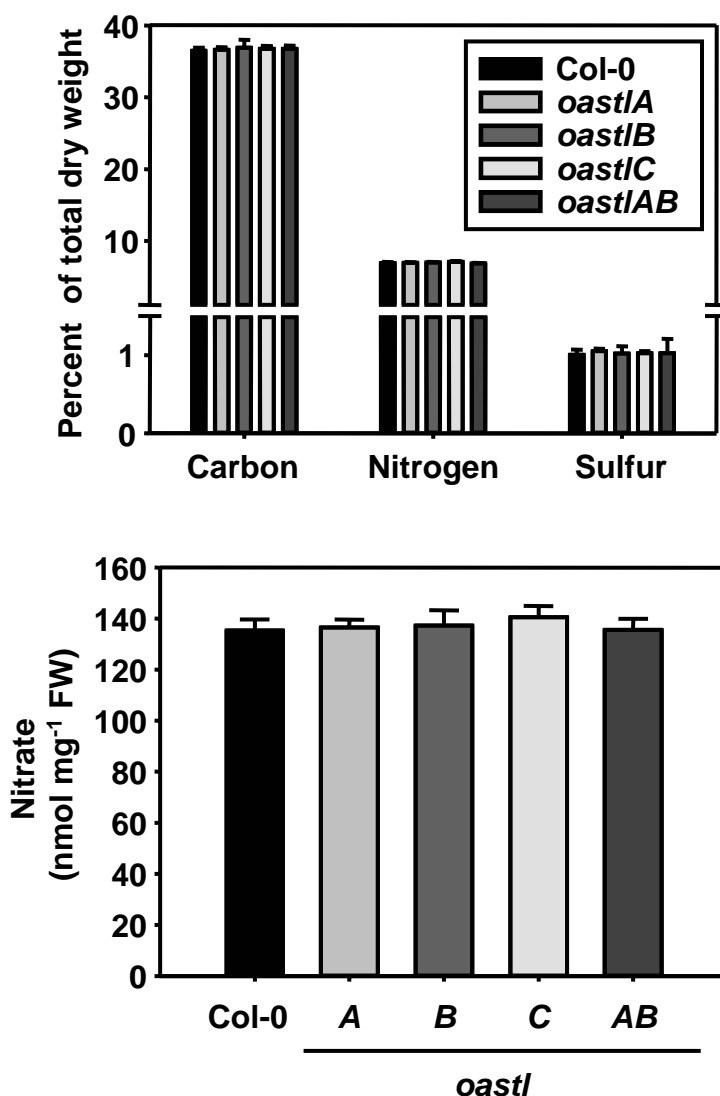 Percent of total dry weight
40
30
20
10
1
0
Col-0
oastlA
oastlB
oastlC
oastlAB
Carbon Nitrogen Sulfur
Nitrate
(nmol mg⁻¹ FW)
160
140
120
100
80
60
40
20
0
Col-0 A B C AB
oastl